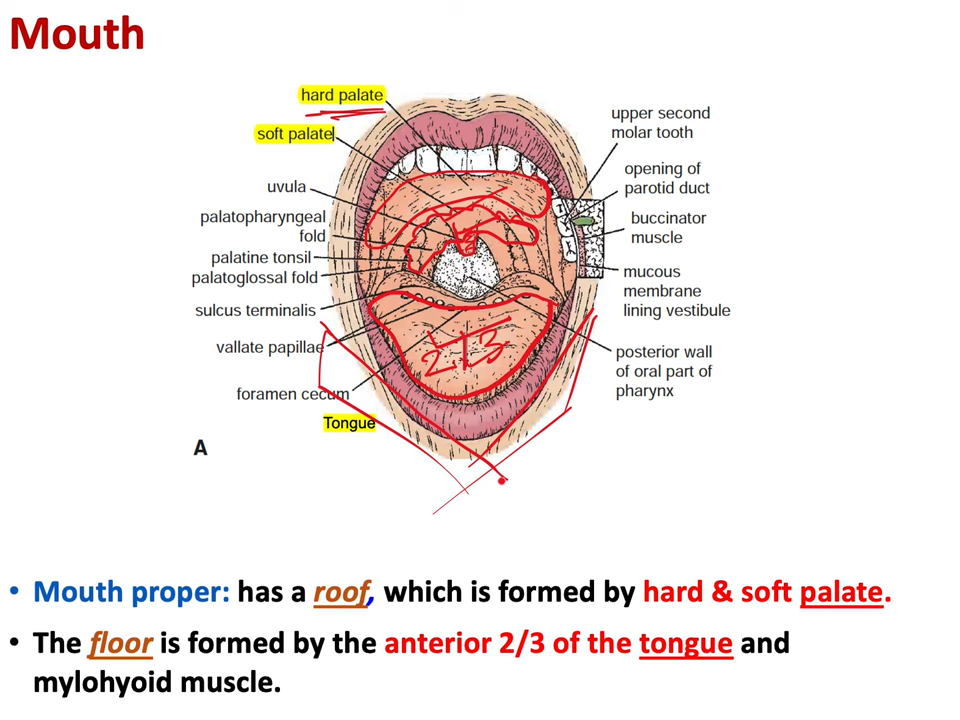 Mouth
hard palate
soft palate
uvula
palatopharyngeal
fold
palatine tonsil
palatoglossal fold
sulcus terminalis
vallate papillae
foramen cecum
Tongue
A
upper second
molar tooth
opening of
parotid duct
buccinator
muscle
mucous
membrane
lining vestibule
posterior wall
of oral part of
pharynx
2/3
• Mouth proper: has a roof, which is formed by hard & soft palate.
• The floor is formed by the anterior 2/3 of the tongue and
mylohyoid muscle.